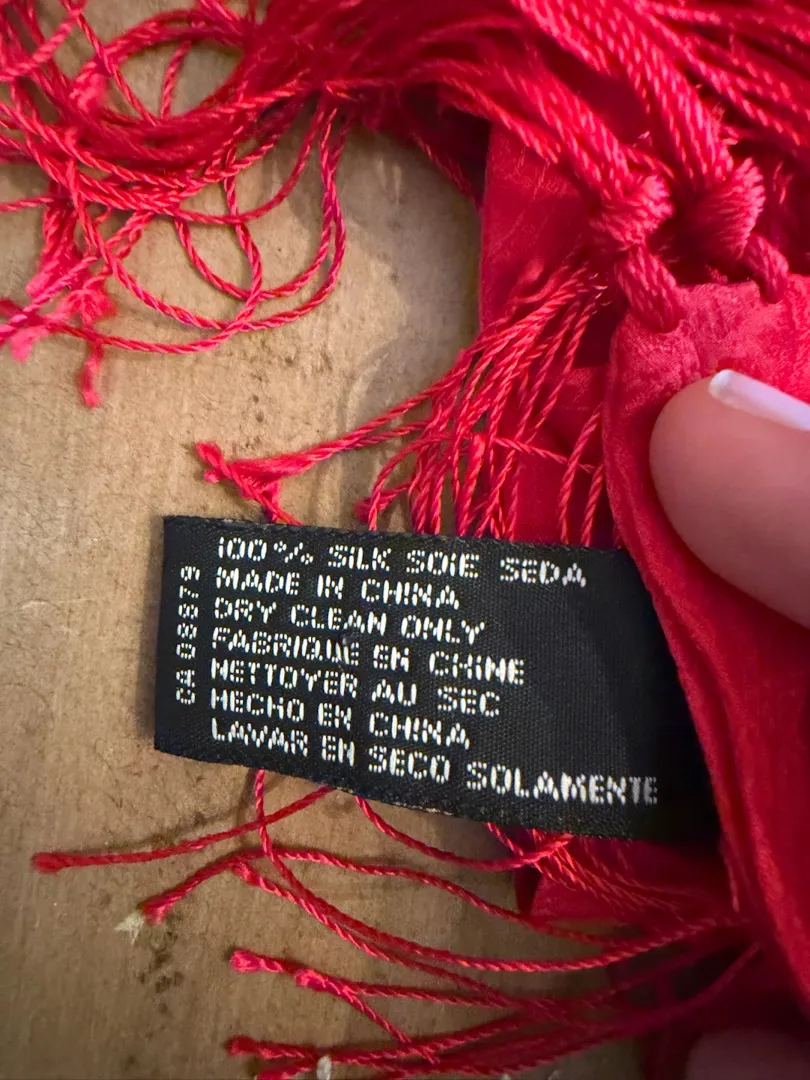 100% SILK SOIE SEDA
MADE IN CHINA
DRY CLEAN ONLY
FABRIQUE EN CHINE
NETTOYER AU SEC
HECHO EN CHINA
LAVAR EN SECO SOLAMENTE
CA 08879